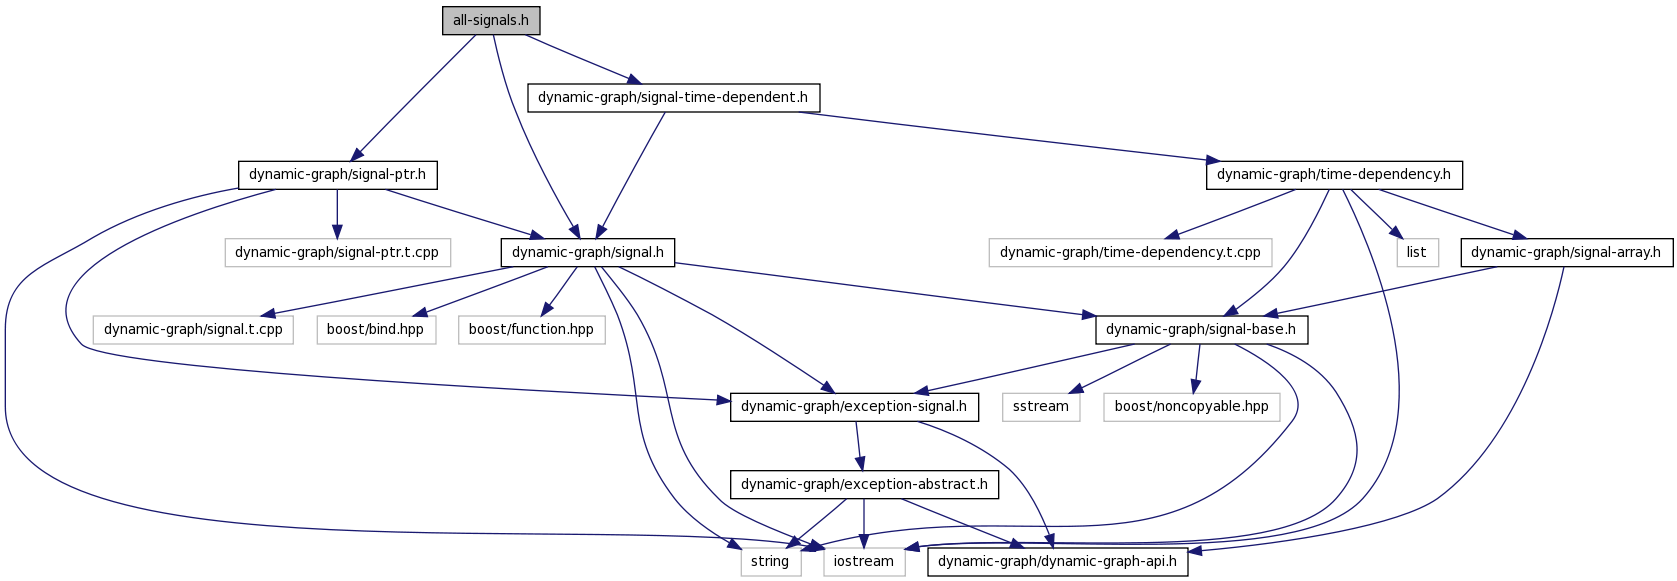 all-signals.h
dynamic-graph/signal-time-dependent.h
dynamic-graph/signal-ptr.h
dynamic-graph/time-dependency.h
dynamic-graph/signal-ptr.t.cpp
dynamic-graph/signal.h
dynamic-graph/time-dependency.t.cpp
list
dynamic-graph/signal-array.h
dynamic-graph/signal.t.cpp
boost/bind.hpp
boost/function.hpp
dynamic-graph/signal-base.h
dynamic-graph/exception-signal.h
sstream
boost/noncopyable.hpp
dynamic-graph/exception-abstract.h
string
iostream
dynamic-graph/dynamic-graph-api.h